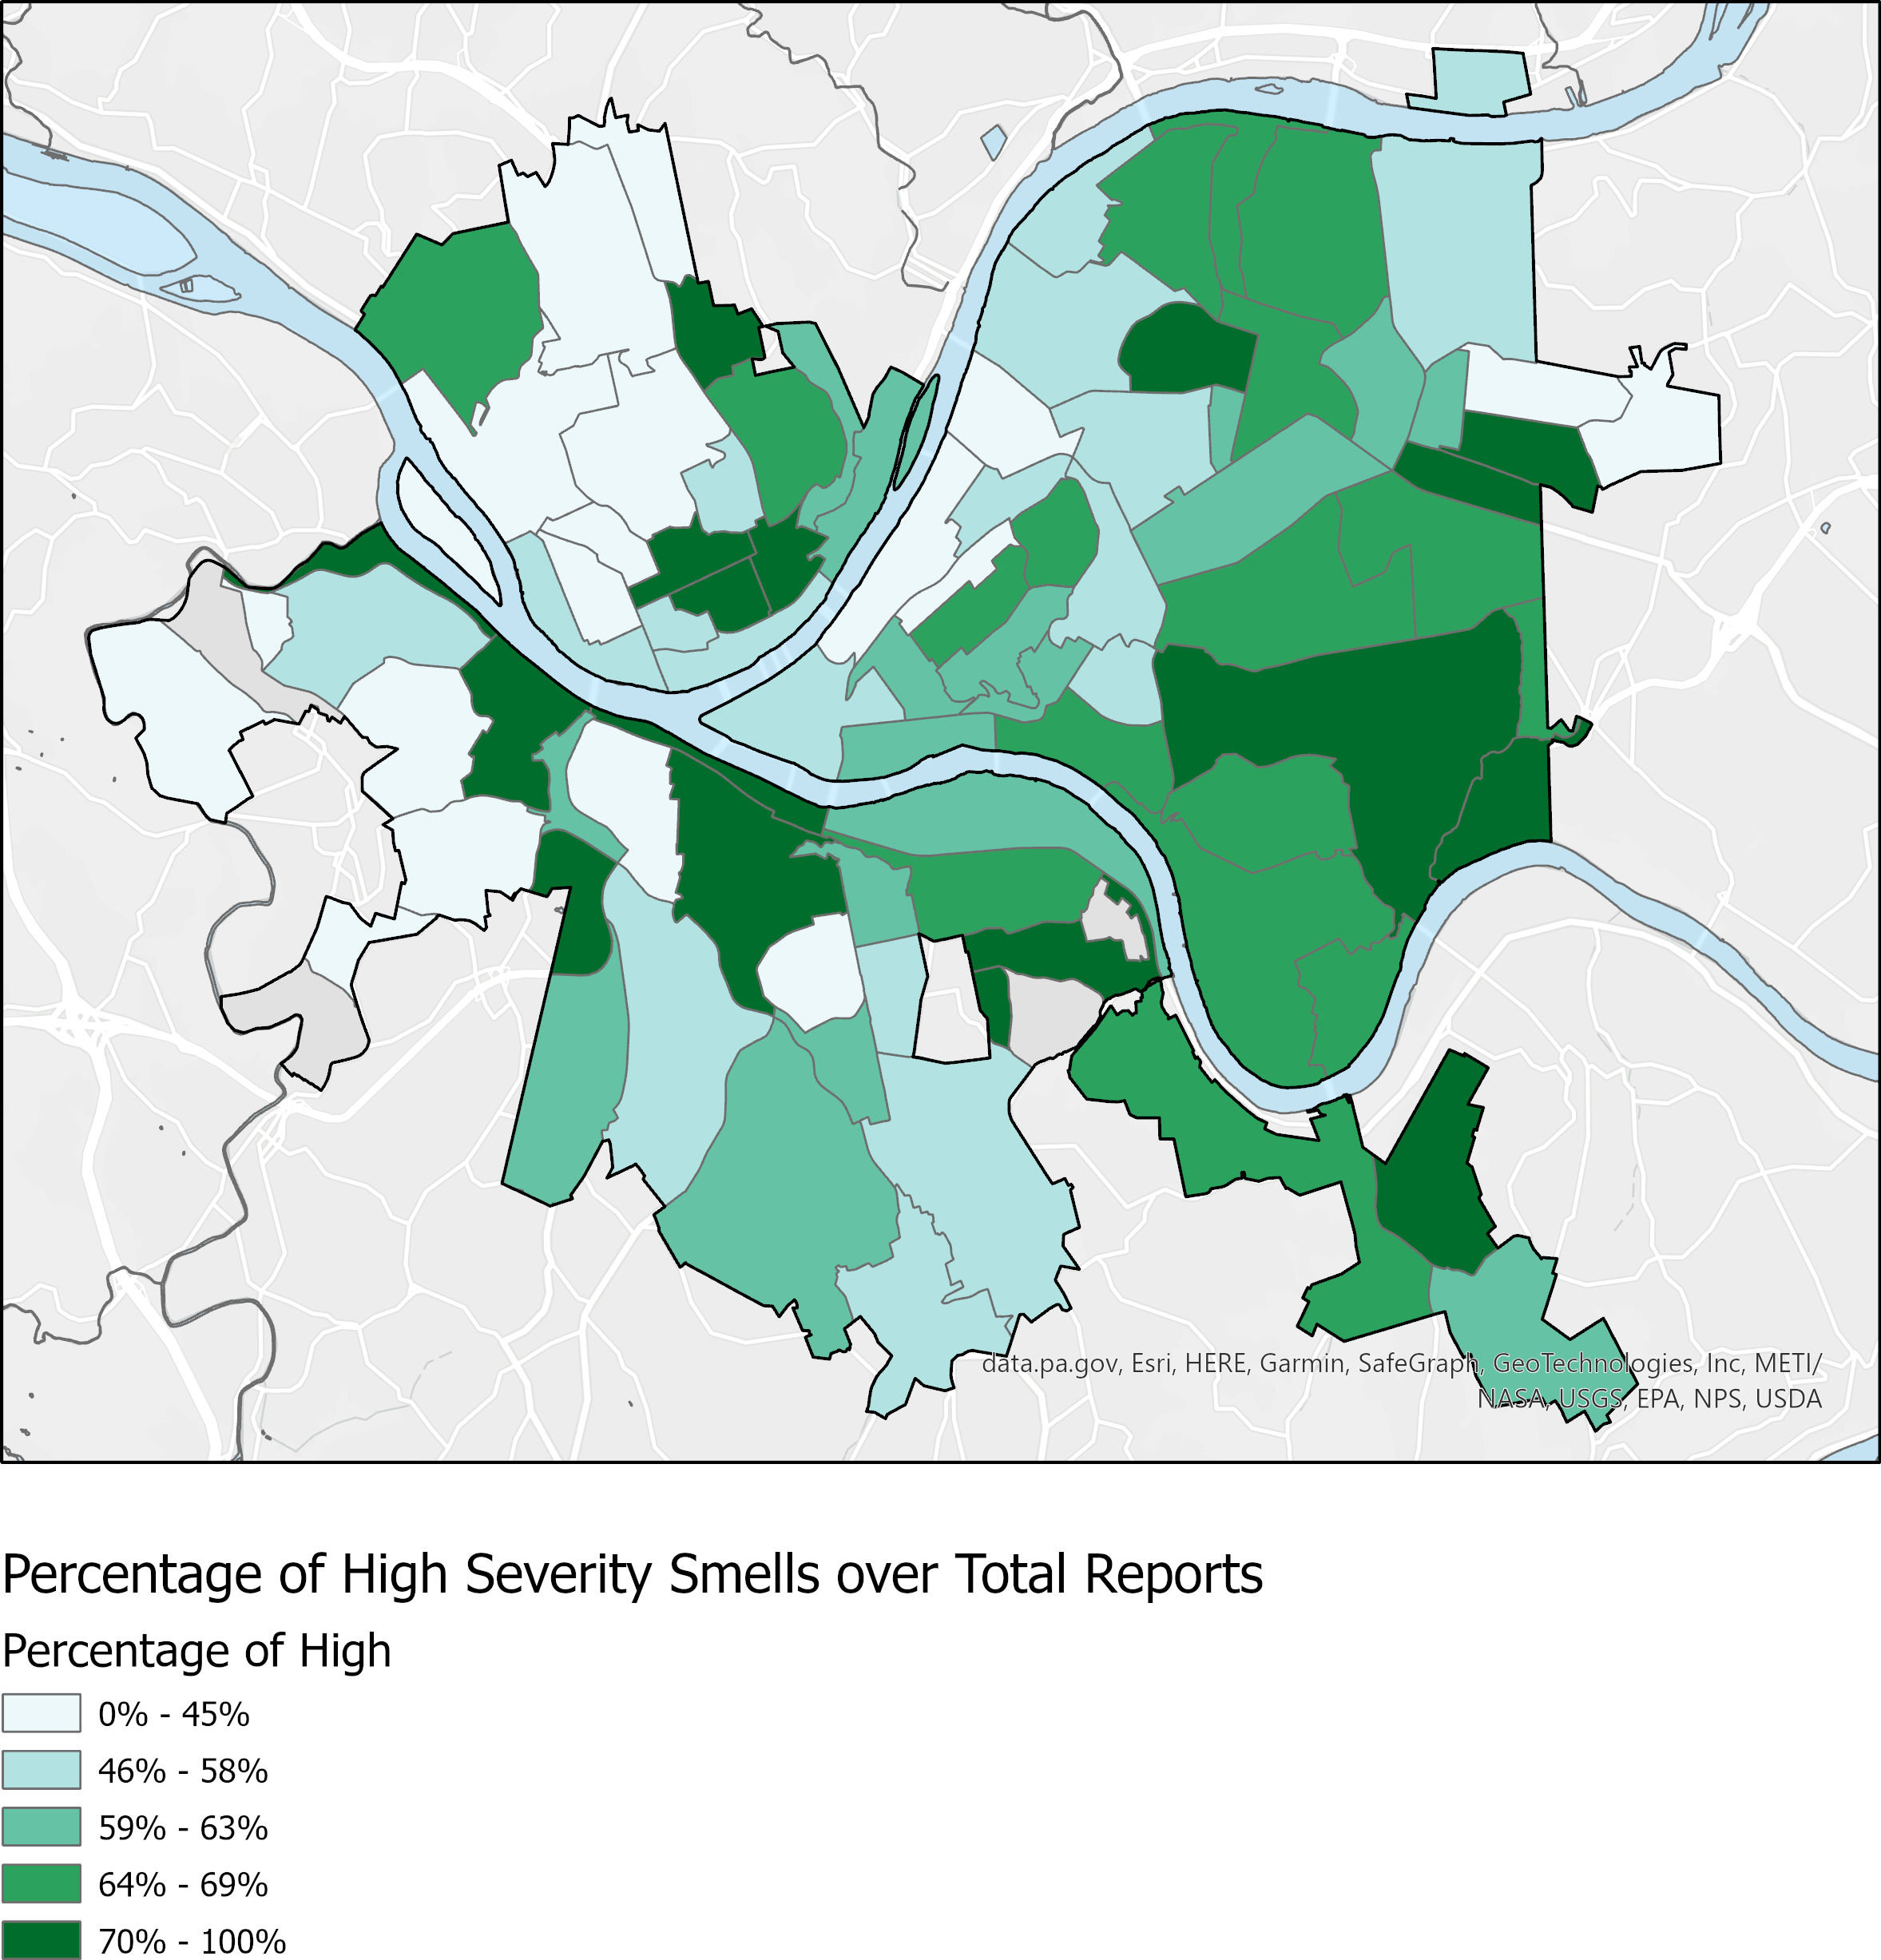 data.pa.gov, Esri, HERE, Garmin, SafeGraph, GeoTechnologies, Inc, METI/
NASA, USGS, EPA, NPS, USDA
Percentage of High Severity Smells over Total Reports
Percentage of High
0% - 45%
46% - 58%
59% - 63%
64% - 69%
70% - 100%